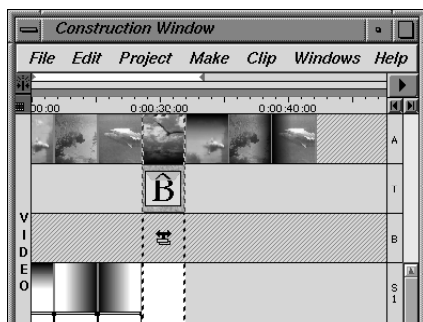 Construction Window
File Edit Project Make Clip Windows Help
00:00 0:00:30:00 0:00:40:00
A
B
T
VIDEO
B
S1